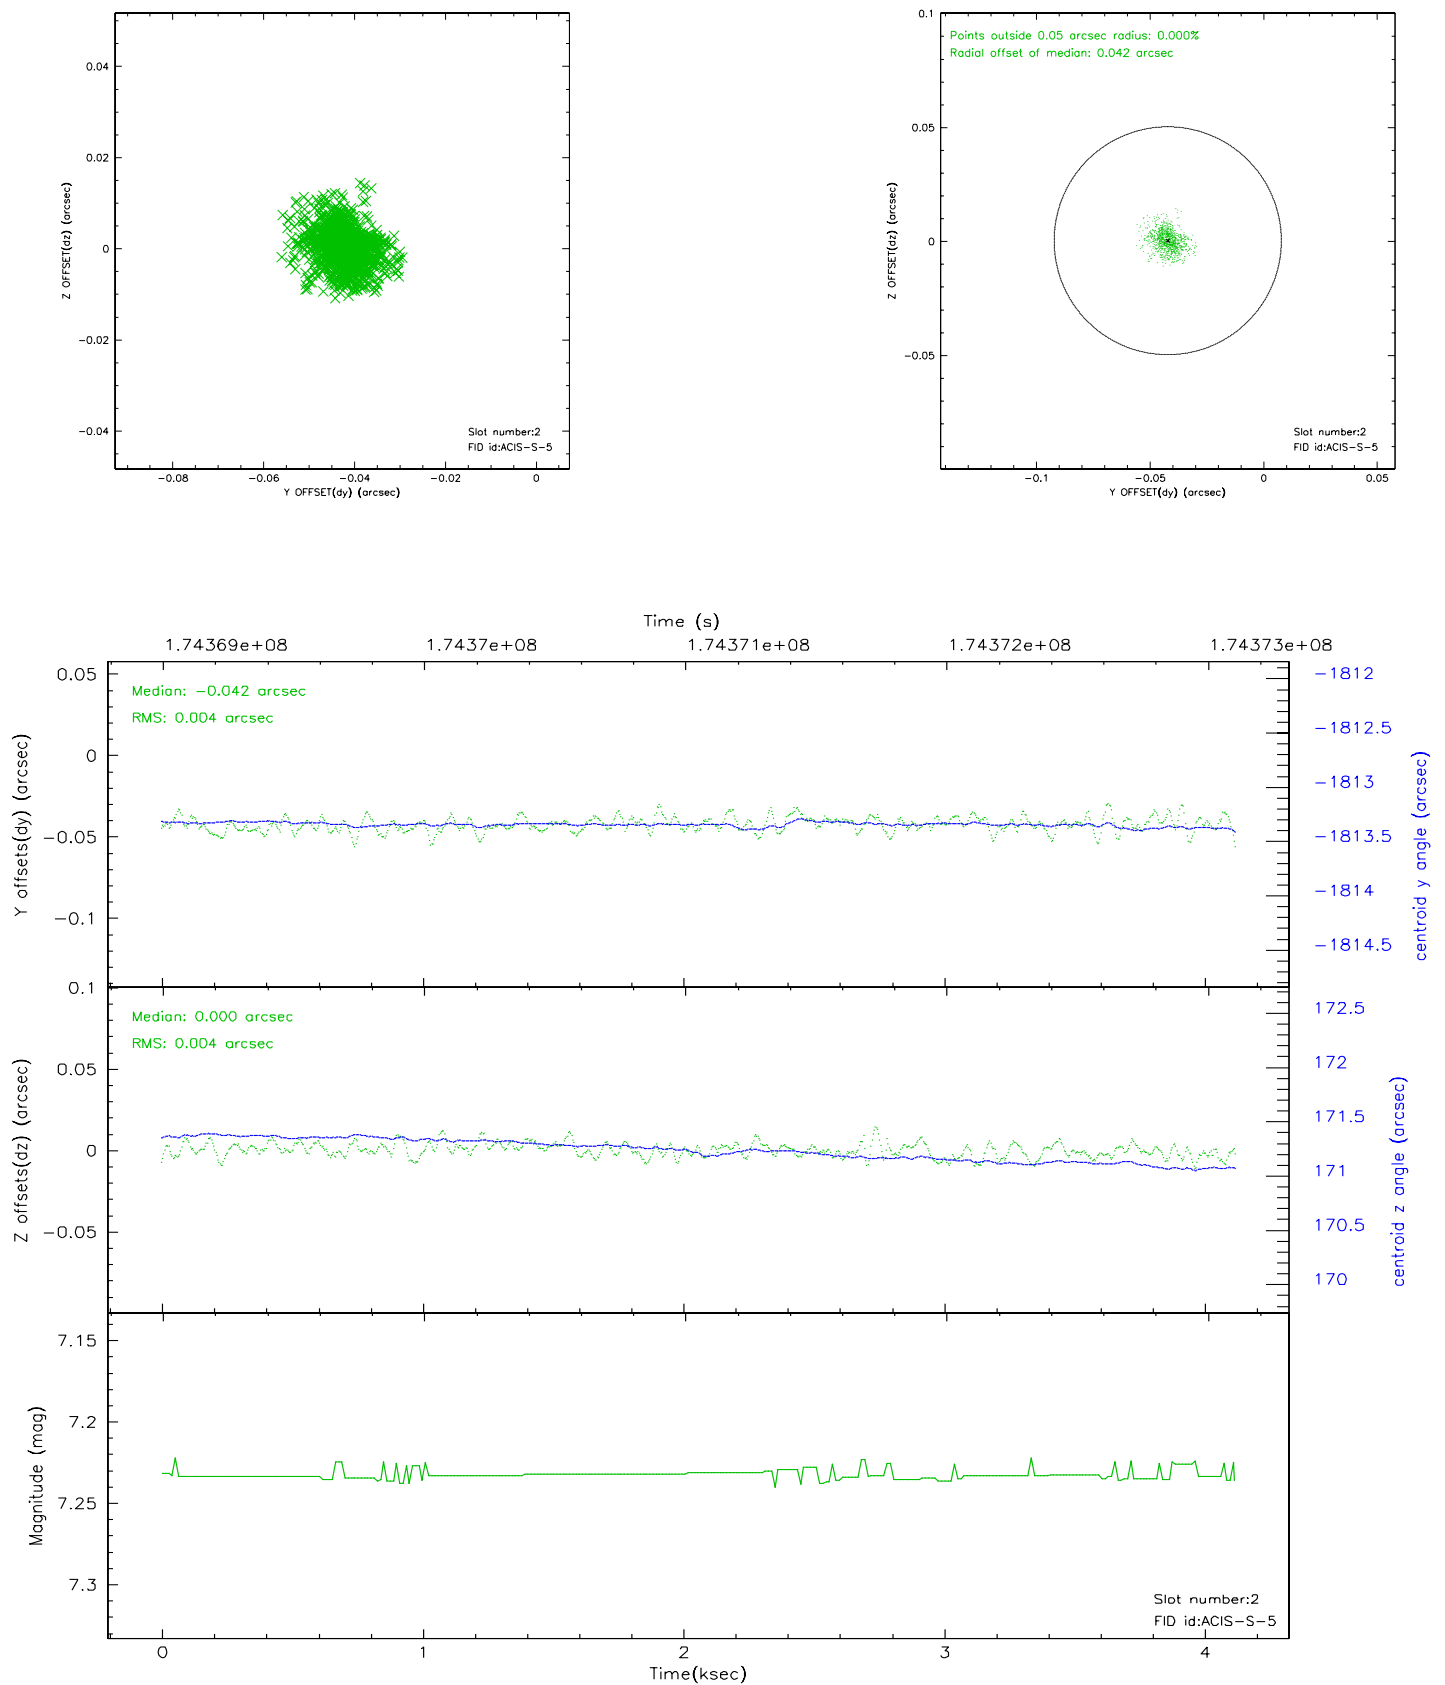 0.04
0.02
0
−0.02
−0.04
Z OFFSET(dz) (arcsec)
Slot number:2
FID id:ACIS−S−5
−0.08 −0.06 −0.04 −0.02 0
Y OFFSET(dy) (arcsec)
0.1
0.05
0
−0.05
Z OFFSET(dz) (arcsec)
Points outside 0.05 arcsec radius: 0.000%
Radial offset of median: 0.042 arcsec
Slot number:2
FID id:ACIS−S−5
−0.1 −0.05 0 0.05
Y OFFSET(dy) (arcsec)
Time (s)
1.74369e+08 1.7437e+08 1.74371e+08 1.74372e+08 1.74373e+08
0.05
0
−0.05
−0.1
Y offsets(dy) (arcsec)
Median: −0.042 arcsec
RMS: 0.004 arcsec
−1812
−1812.5
−1813
−1813.5
−1814
−1814.5
centroid y angle (arcsec)
0.1
0.05
0
−0.05
Z offsets(dz) (arcsec)
Median: 0.000 arcsec
RMS: 0.004 arcsec
172.5
172
171.5
171
170.5
170
centroid z angle (arcsec)
7.15
7.2
7.25
7.3
Magnitude (mag)
Slot number:2
FID id:ACIS−S−5
0 1 2 3 4
Time(ksec)